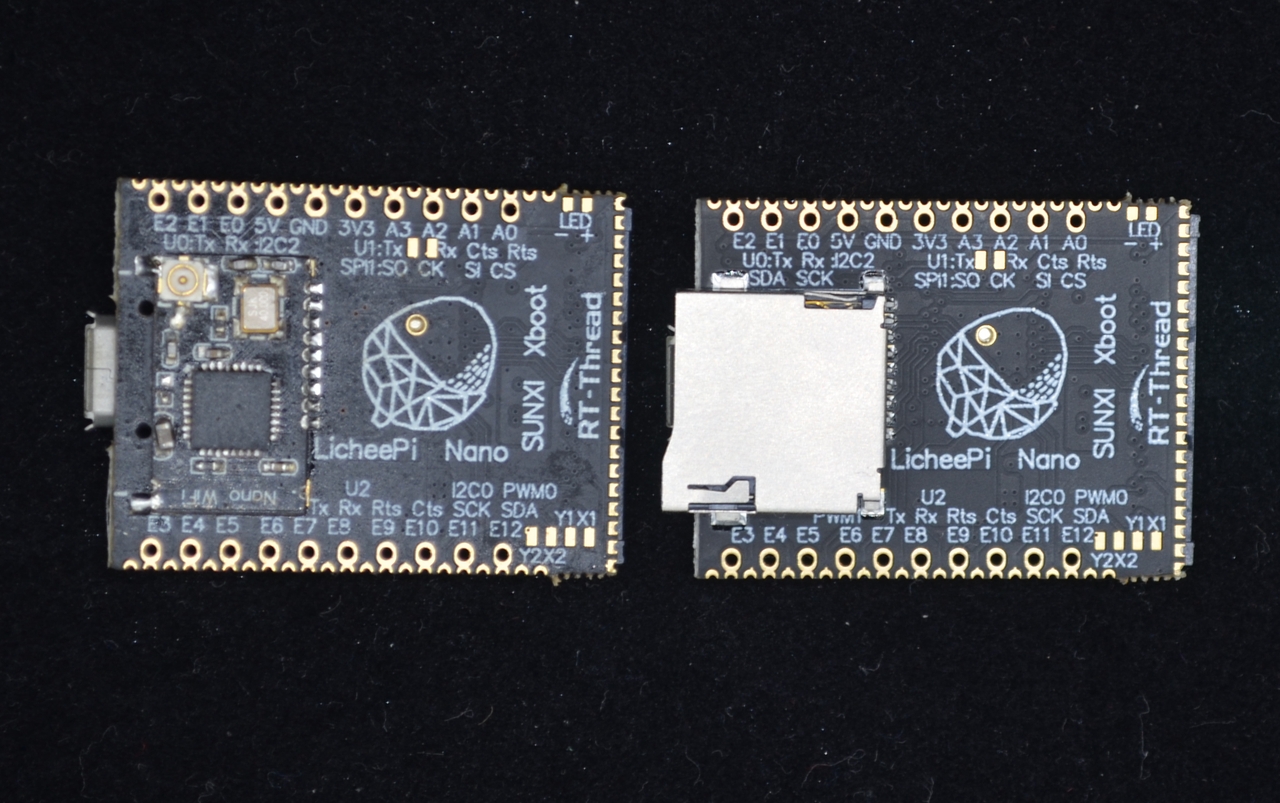 E2 E1 E0 5V GND 3V3 A3 A2 A1 A0
LED
- +
U0:Tx Rx :I2C2 U1:Tx Rx Cts Rts
SPI1:SO CK SI CS
SUNXI Xboot
RT-Thread
LicheePi Nano
Nano WiFi
U2 I2C0 PWM0
Tx Rx Rts Cts SCK SDA
E3 E4 E5 E6 E7 E8 E9 E10 E11 E12
Y1X1
Y2X2
E2 E1 E0 5V GND 3V3 A3 A2 A1 A0
LED
- +
U0:Tx Rx :I2C2 U1:Tx Rx Cts Rts
SDA SCK SPI1:SO CK SI CS
SUNXI Xboot
RT-Thread
LicheePi Nano
U2 I2C0 PWM0
Tx Rx Rts Cts SCK SDA
E3 E4 E5 E6 E7 E8 E9 E10 E11 E12
Y1X1
Y2X2